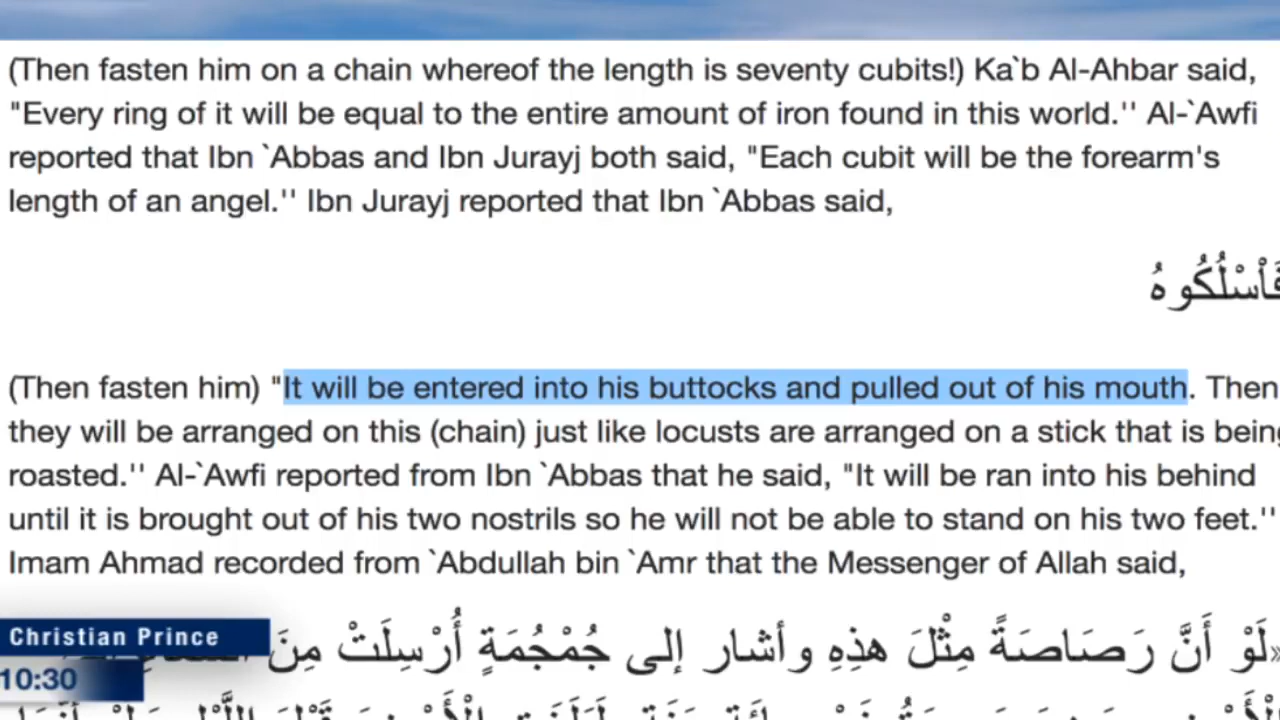 (Then fasten him on a chain whereof the length is seventy cubits!) Ka`b Al-Ahbar said,
"Every ring of it will be equal to the entire amount of iron found in this world.'' Al-`Awfi
reported that Ibn `Abbas and Ibn Jurayj both said, "Each cubit will be the forearm's
length of an angel.'' Ibn Jurayj reported that Ibn `Abbas said,
فَاْسْلُكُوهُ
(Then fasten him) "It will be entered into his buttocks and pulled out of his mouth. Then
they will be arranged on this (chain) just like locusts are arranged on a stick that is being
roasted.'' Al-`Awfi reported from Ibn `Abbas that he said, "It will be ran into his behind
until it is brought out of his two nostrils so he will not be able to stand on his two feet.''
Imam Ahmad recorded from `Abdullah bin `Amr that the Messenger of Allah said,
«لَوْ أَنَّ رَصَاصَةً مِثْلَ هذِهِ وأشار إلى جُمْجُمَةٍ أُرْسِلَتْ مِنَ
Christian Prince
10:30